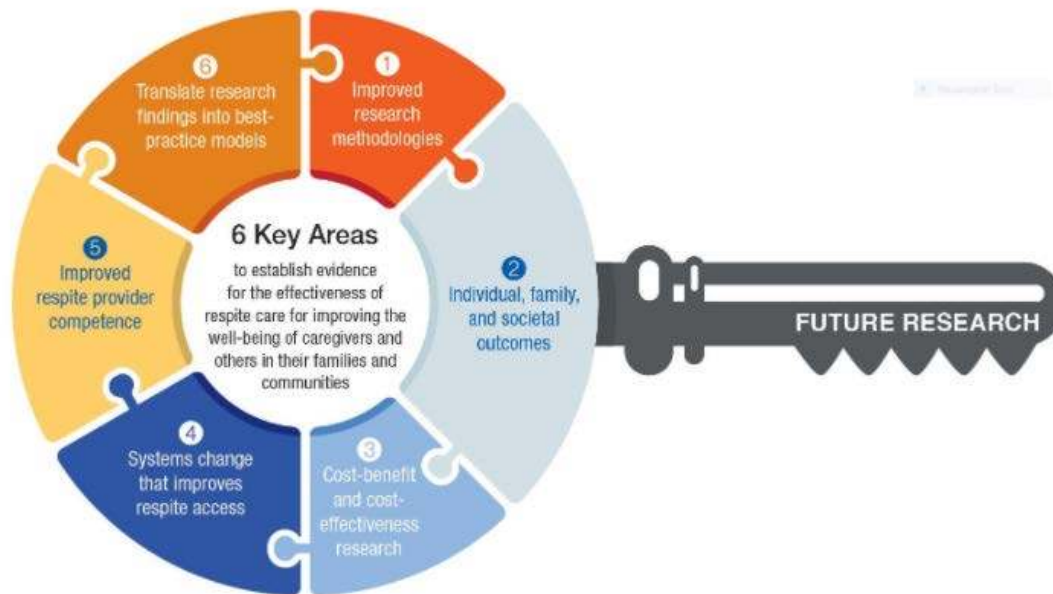 6 Key Areas
to establish evidence
for the effectiveness of
respite care for improving the
well-being of caregivers and
others in their families and
communities
1
Improved
research
methodologies
2
Individual, family,
and societal
outcomes
3
Cost-benefit
and cost-
effectiveness
research
4
Systems change
that improves
respite access
5
Improved
respite provider
competence
6
Translate research
findings into best-
practice models
FUTURE RESEARCH